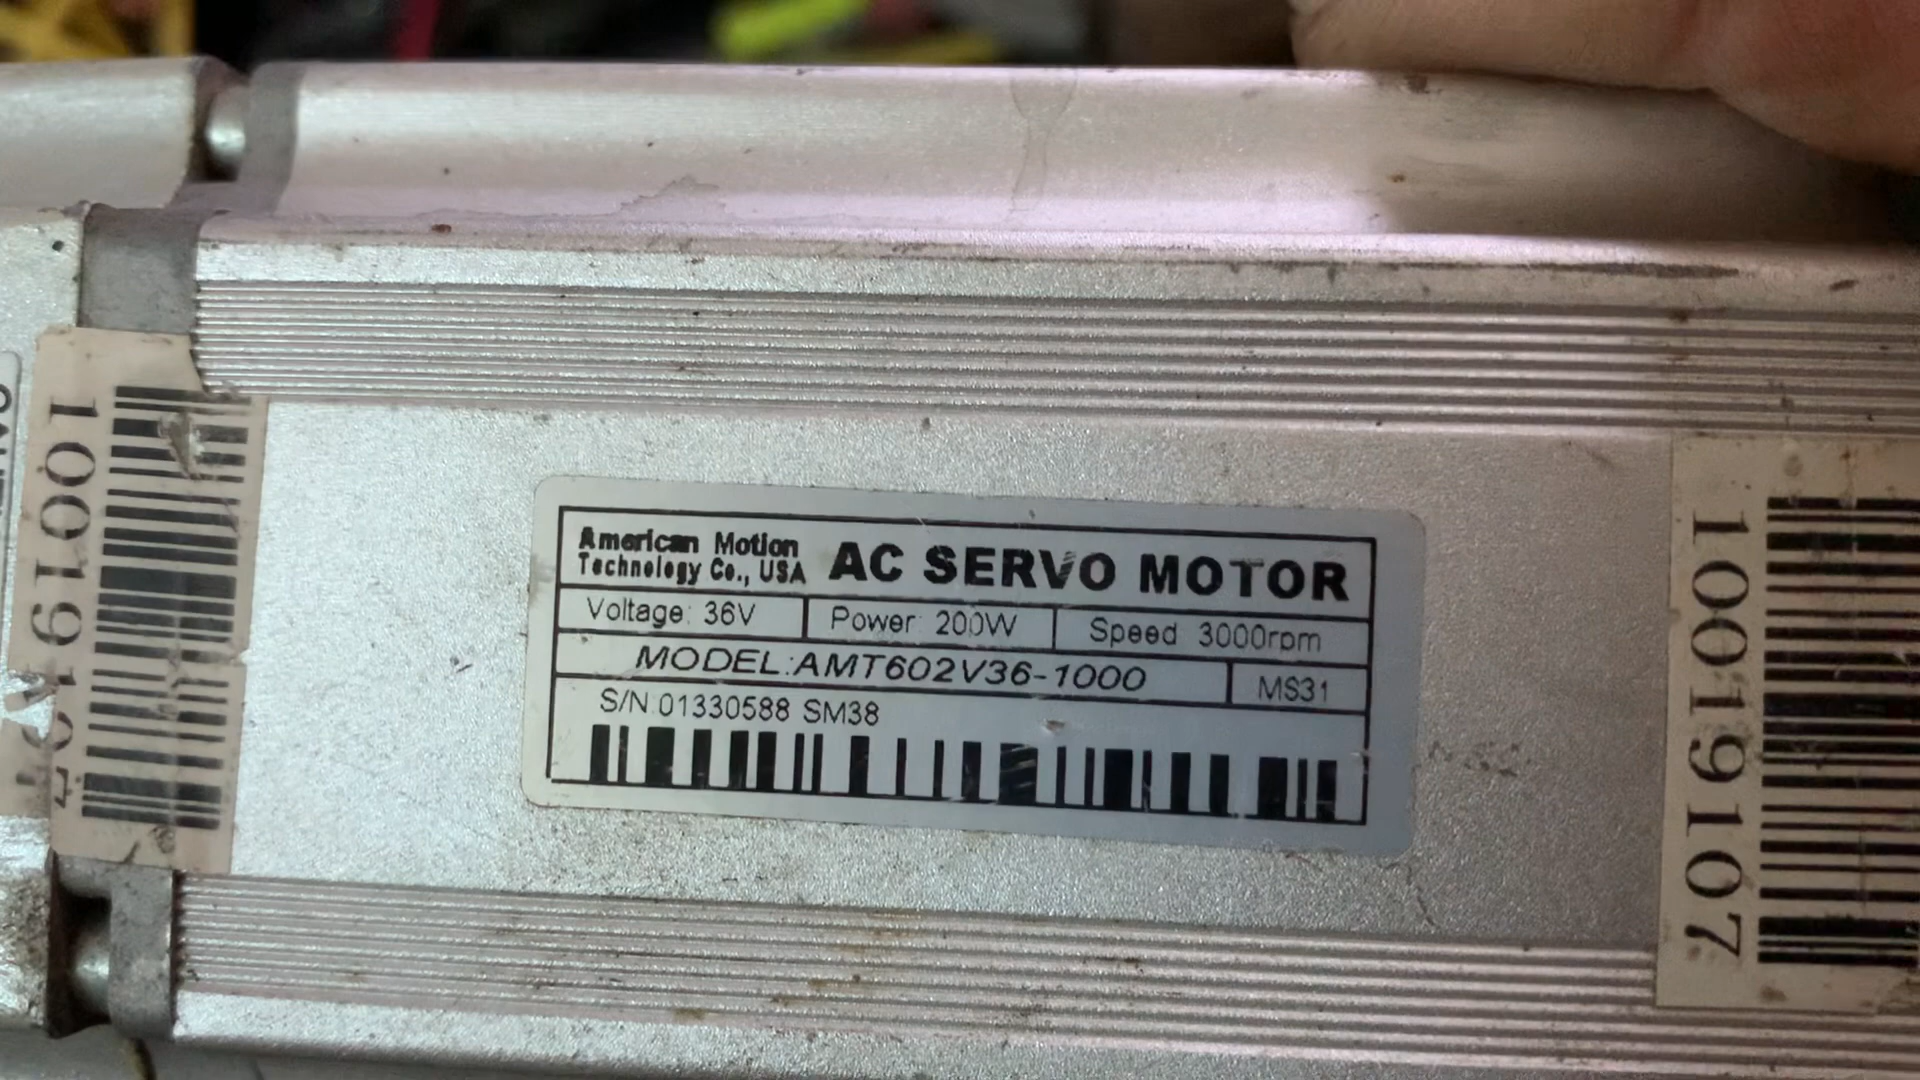 American Motion
Technology Co., USA
AC SERVO MOTOR
Voltage: 36V
Power: 200W
Speed 3000rpm
MODEL:AMT602V36-1000
MS31
S/N:01330588 SM38
10019107
10019107